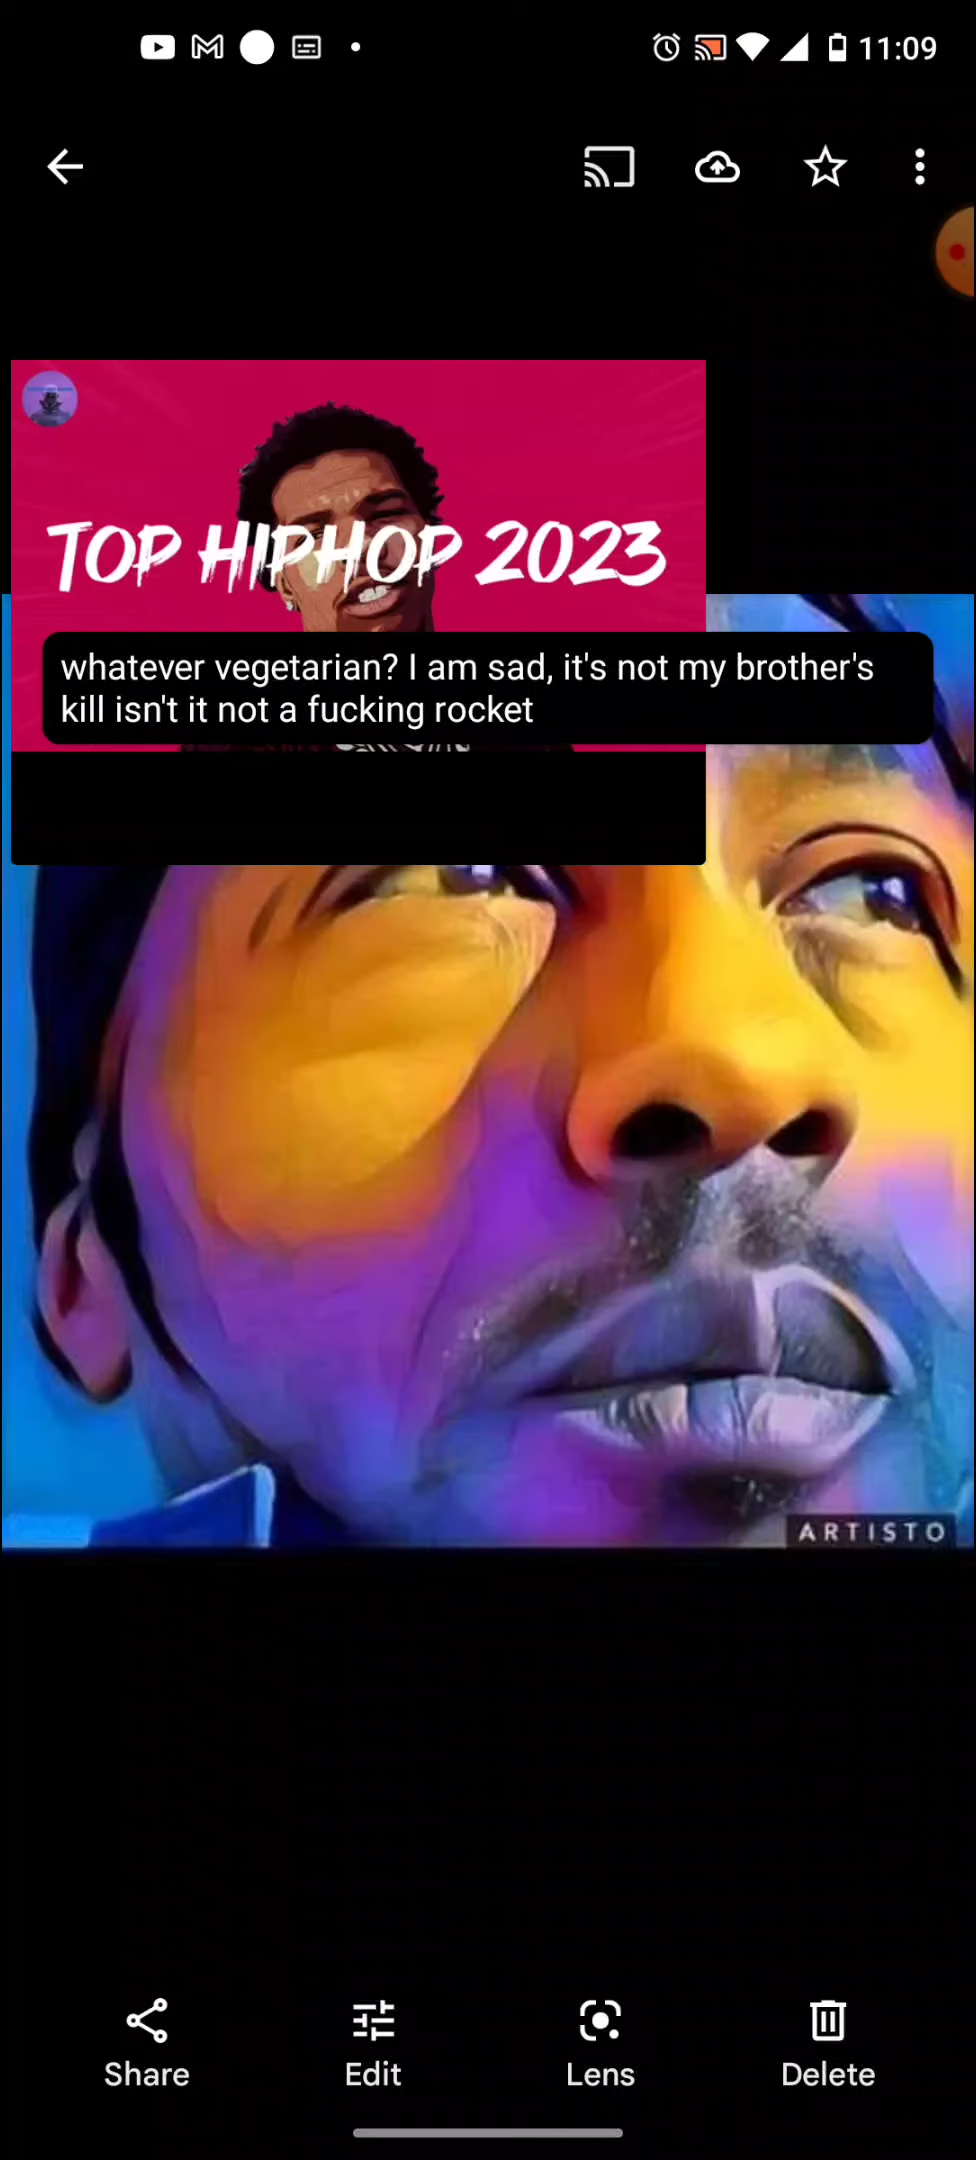 11:09
TOP HIPHOP 2023
whatever vegetarian? I am sad, it's not my brother's
kill isn't it not a fucking rocket
ARTISTO
Share Edit Lens Delete